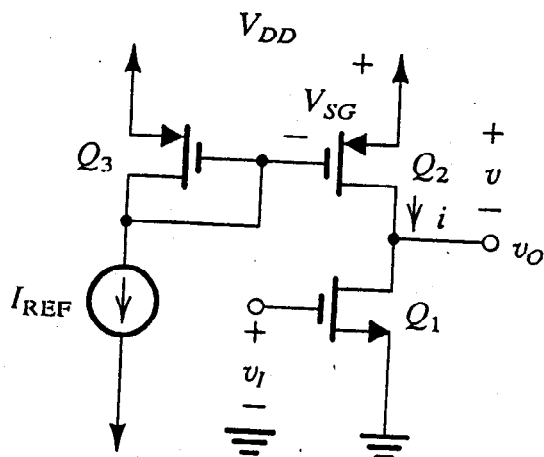 V_DD
+
V_SG
−
+
Q_3
Q_2
v
−
i
v_O
I_REF
Q_1
+
v_I
−